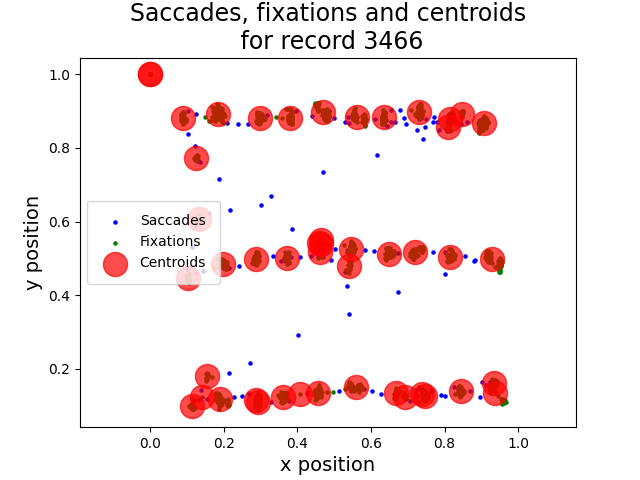 Saccades, fixations and centroids
for record 3466
1.0
0.8
0.6
0.4
0.2
y position
Saccades
Fixations
Centroids
0.0
0.2
0.4
0.6
0.8
1.0
x position